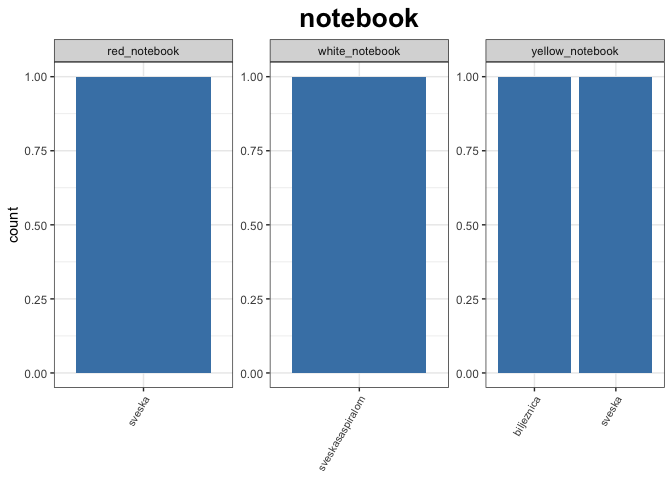 notebook
red_notebook white_notebook yellow_notebook
1.00 1.00 1.00
0.75 0.75 0.75
0.50 0.50 0.50
0.25 0.25 0.25
0.00 0.00 0.00
count
sveska sveskasaspiralom biljeznica sveska